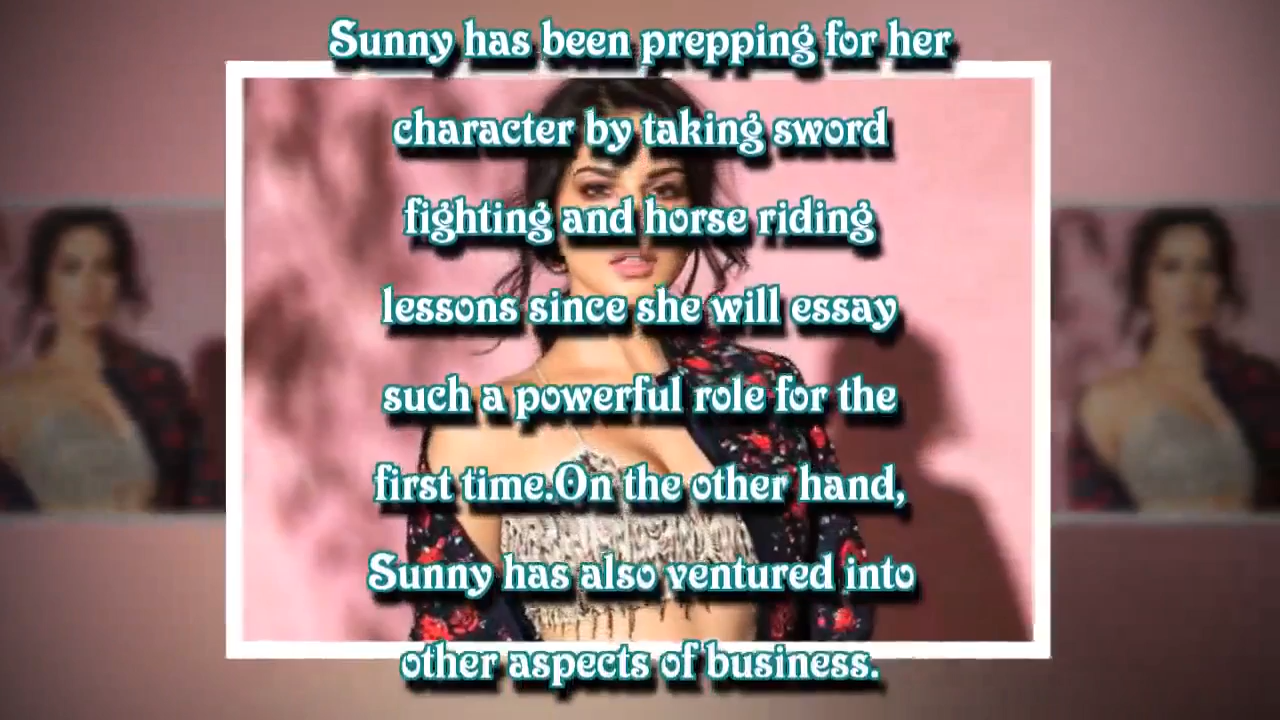 Sunny has been prepping for her
character by taking sword
fighting and horse riding
lessons since she will essay
such a powerful role for the
first time.On the other hand,
Sunny has also ventured into
other aspects of business.